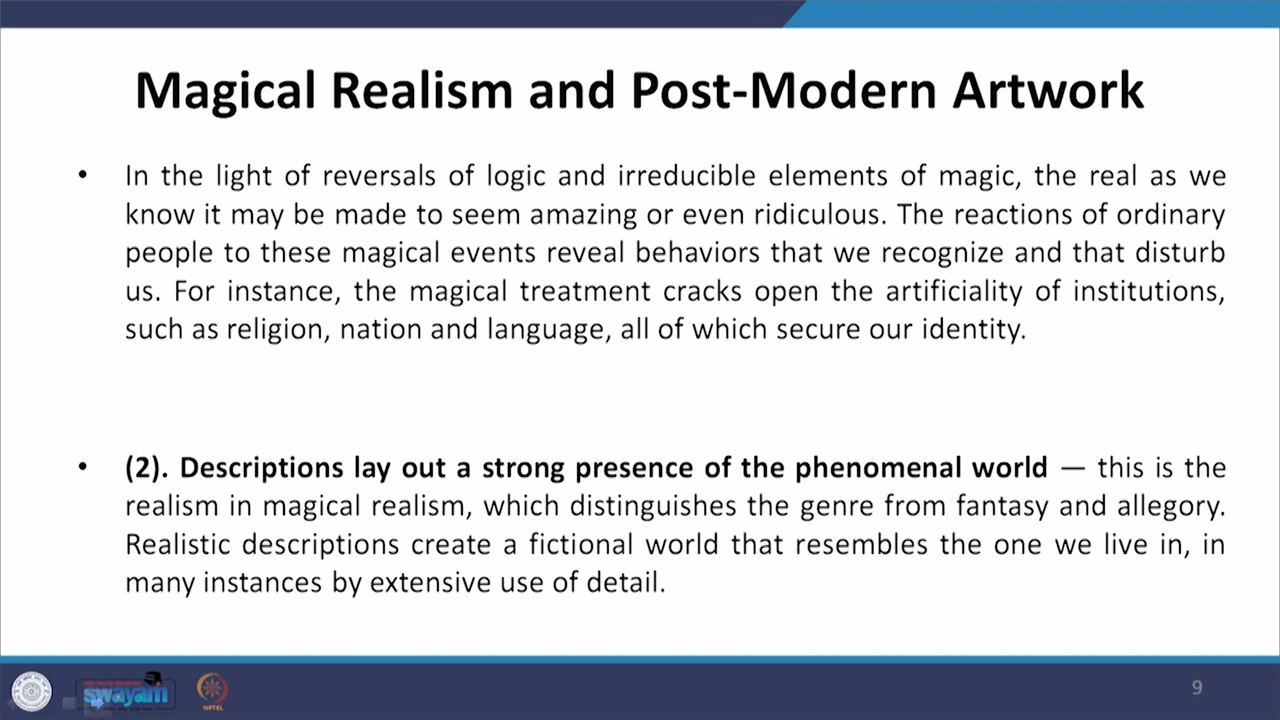 Magical Realism and Post-Modern Artwork
• In the light of reversals of logic and irreducible elements of magic, the real as we
know it may be made to seem amazing or even ridiculous. The reactions of ordinary
people to these magical events reveal behaviors that we recognize and that disturb
us. For instance, the magical treatment cracks open the artificiality of institutions,
such as religion, nation and language, all of which secure our identity.
• (2). Descriptions lay out a strong presence of the phenomenal world — this is the
realism in magical realism, which distinguishes the genre from fantasy and allegory.
Realistic descriptions create a fictional world that resembles the one we live in, in
many instances by extensive use of detail.
swayam
NPTEL
9